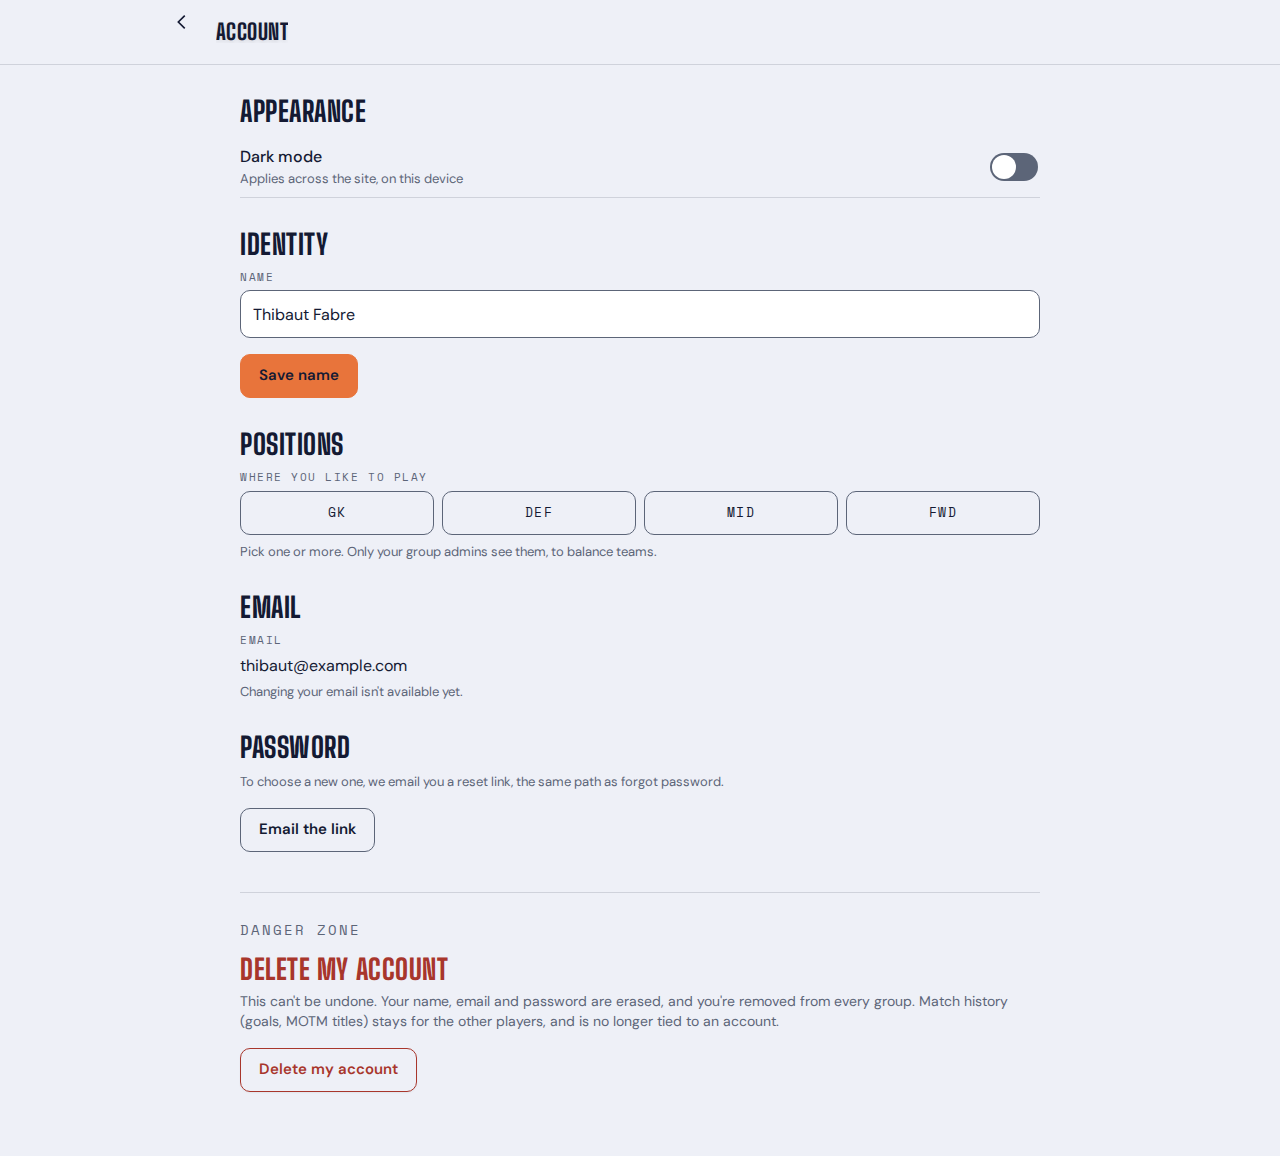 ACCOUNT
APPEARANCE
Dark mode
Applies across the site, on this device
IDENTITY
NAME
Thibaut Fabre
Save name
POSITIONS
WHERE YOU LIKE TO PLAY
GK DEF MID FWD
Pick one or more. Only your group admins see them, to balance teams.
EMAIL
EMAIL
thibaut@example.com
Changing your email isn't available yet.
PASSWORD
To choose a new one, we email you a reset link, the same path as forgot password.
Email the link
DANGER ZONE
DELETE MY ACCOUNT
This can't be undone. Your name, email and password are erased, and you're removed from every group. Match history
(goals, MOTM titles) stays for the other players, and is no longer tied to an account.
Delete my account